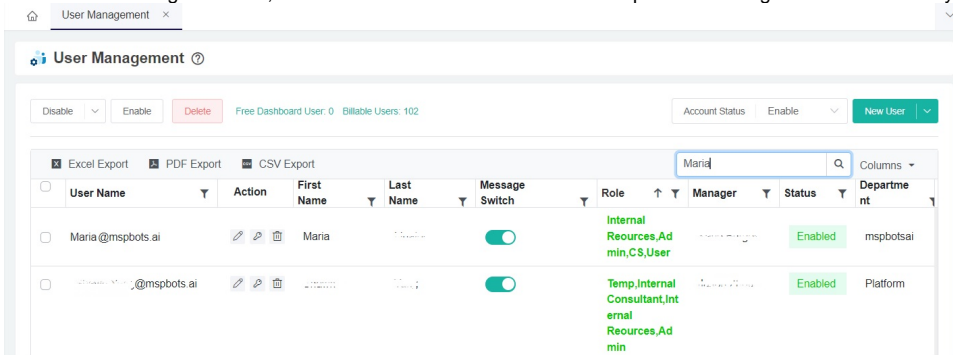 User Management ×
User Management
Disable Enable Delete Free Dashboard User: 0 Billable Users: 102 Account Status Enable New User
Excel Export PDF Export CSV Export Maria Columns
User Name Action First Name Last Name Message Switch Role Manager Status Departme nt
Maria@mspbots.ai Maria Internal Reources,Ad min,CS,User Enabled mspbotsai
@mspbots.ai Temp,Internal Consultant,Int ernal Reources,Ad min Enabled Platform